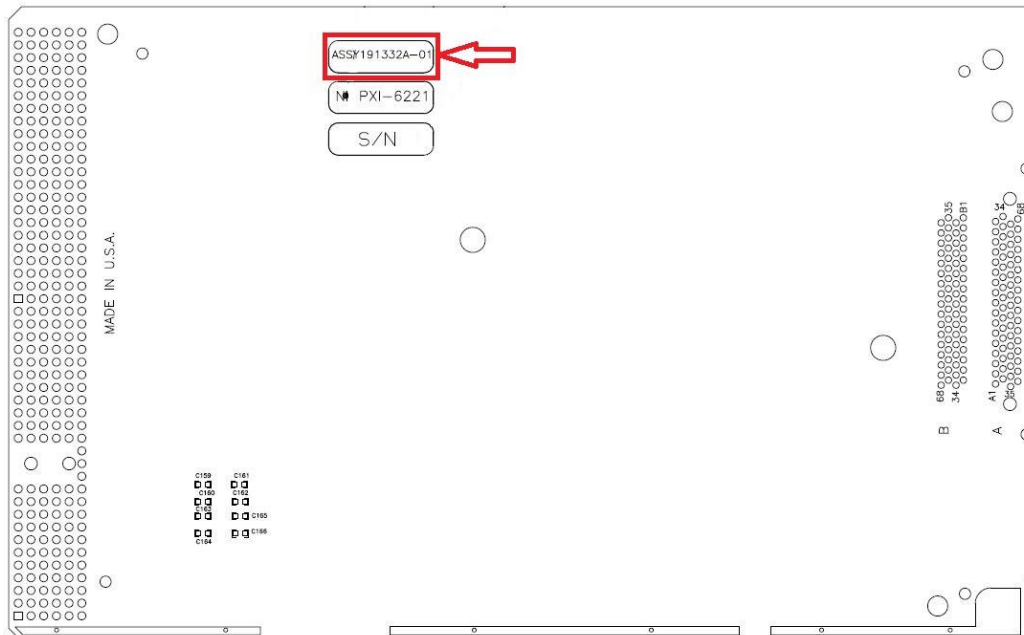 ASSY191332A-01
NI PXI-6221
S/N
MADE IN U.S.A.
35
B1
34
68
68
34
A1
B
A
C159
C161
C160
C162
C163
C165
C164
C166